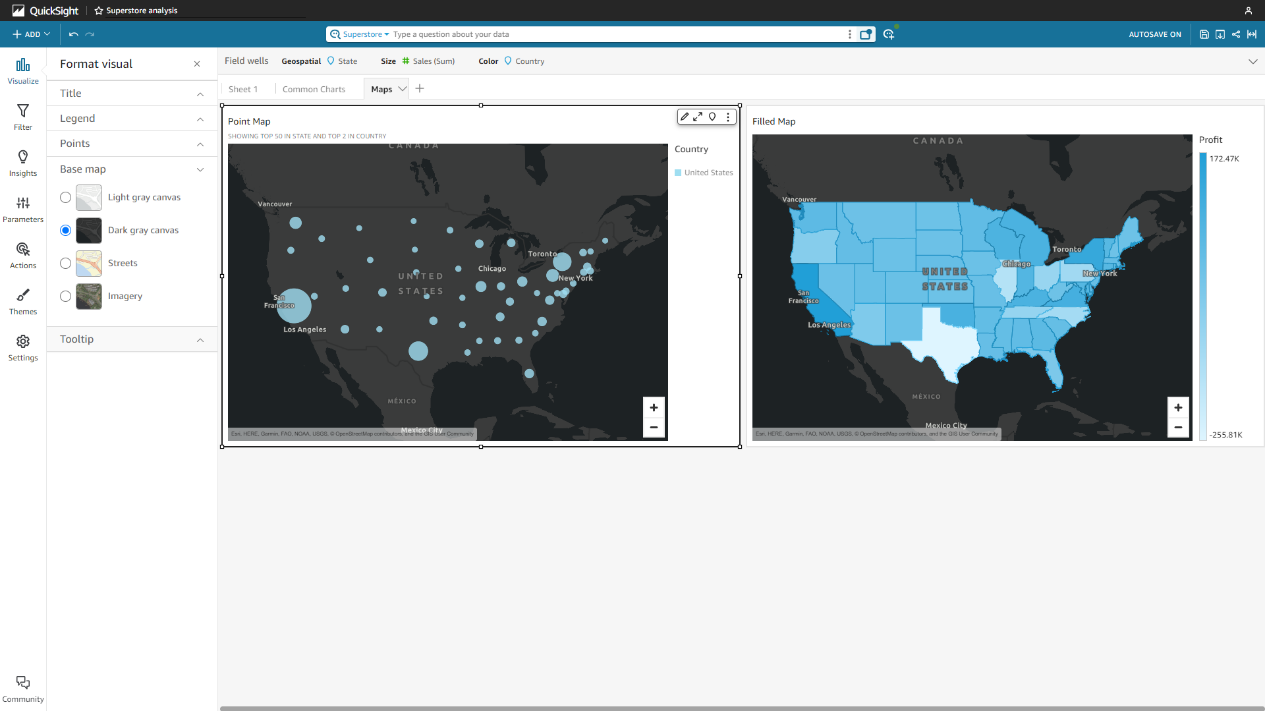 QuickSight
Superstore analysis
ADD
Superstore
Type a question about your data
AUTOSAVE ON
Visualize
Filter
Insights
Parameters
Actions
Themes
Settings
Community
Format visual
Title
Legend
Points
Base map
Light gray canvas
Dark gray canvas
Streets
Imagery
Tooltip
Field wells
Geospatial State
Size Sales (Sum)
Color Country
Sheet 1
Common Charts
Maps
Point Map
SHOWING TOP 50 IN STATE AND TOP 2 IN COUNTRY
CANADA
Vancouver
Toronto
Chicago
UNITED
STATES
New York
San
Francisco
Los Angeles
MÉXICO
Mexico City
Esri, HERE, Garmin, FAO, NOAA, USGS, © OpenStreetMap contributors, and the GIS User Community
Country
United States
Filled Map
CANADA
Vancouver
Toronto
Chicago
UNITED
STATES
New York
San
Francisco
Los Angeles
MÉXICO
Mexico City
Esri, HERE, Garmin, FAO, NOAA, USGS, © OpenStreetMap contributors, and the GIS User Community
Profit
172.47K
-255.81K